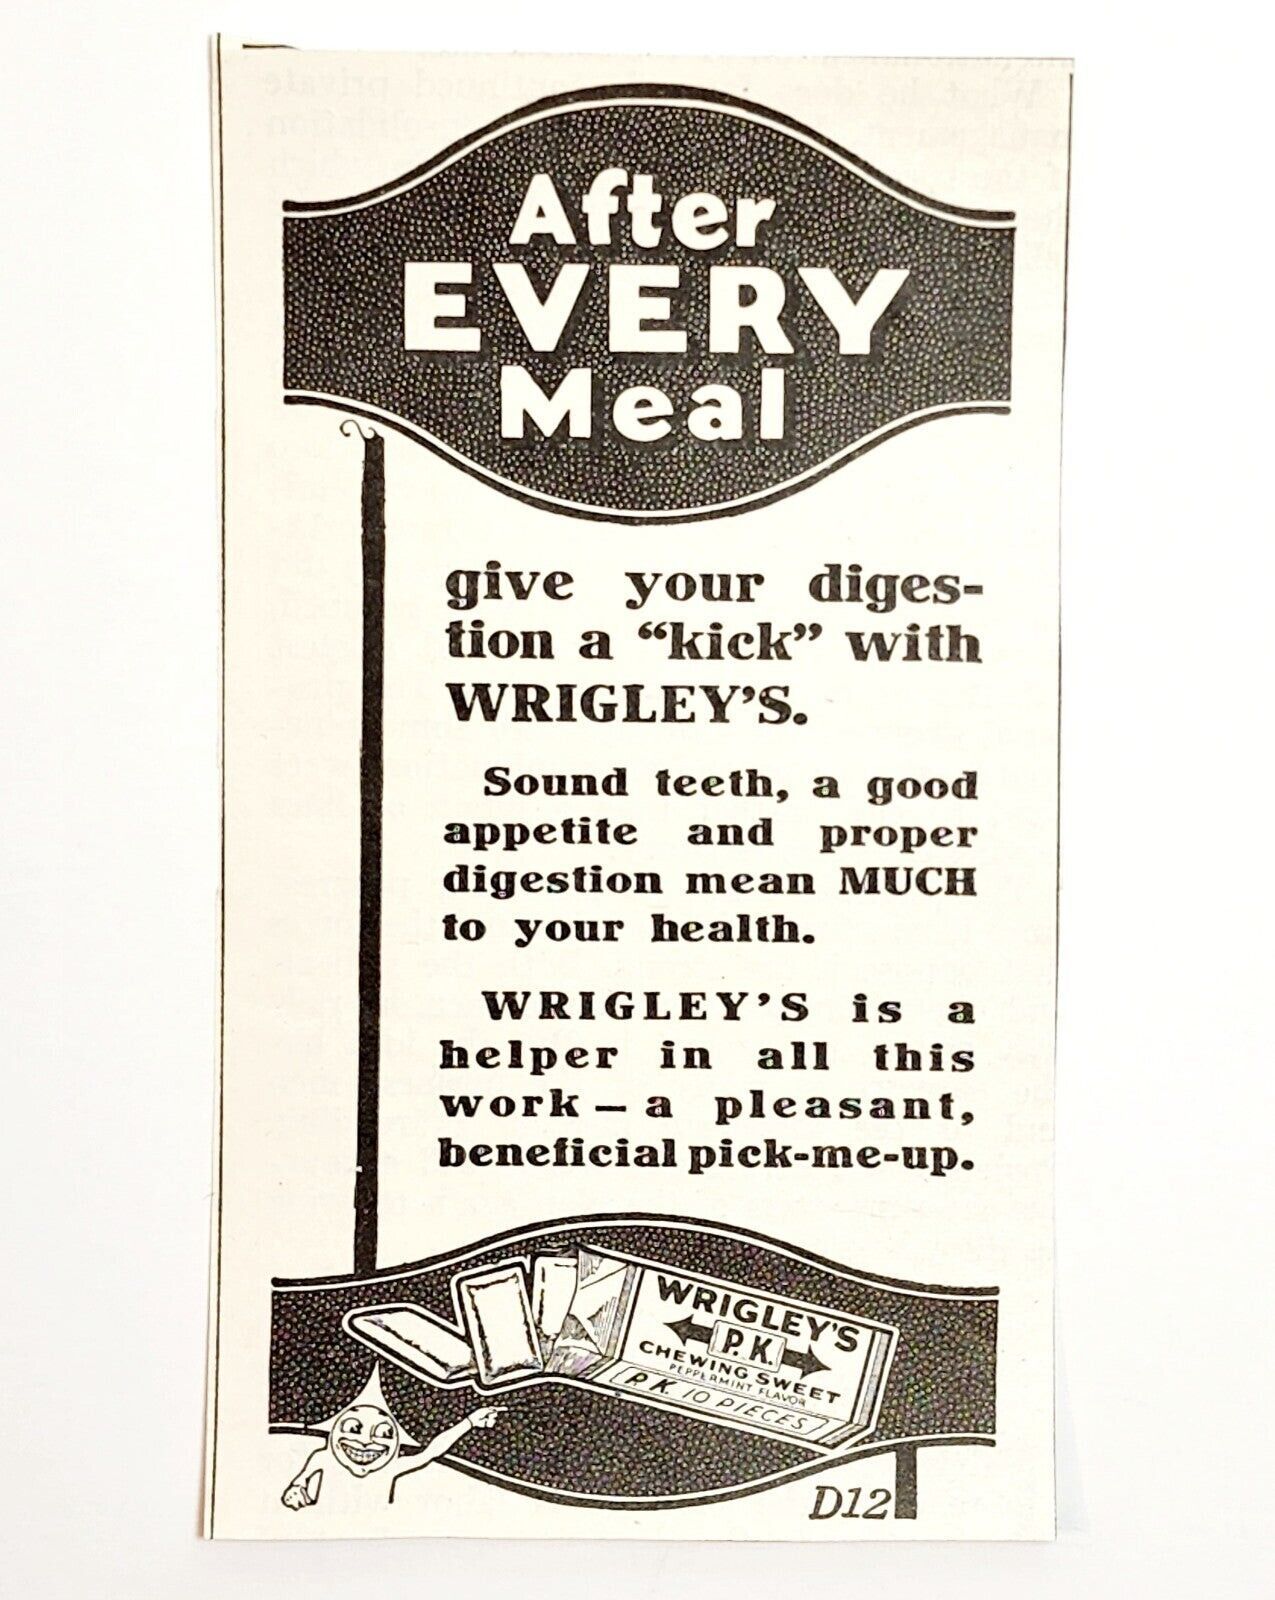 After
EVERY
Meal
give your diges-
tion a “kick” with
WRIGLEY’S.
Sound teeth, a good
appetite and proper
digestion mean MUCH
to your health.
WRIGLEY’S is a
helper in all this
work – a pleasant,
beneficial pick-me-up.
WRIGLEY'S
P.K.
CHEWING SWEET
PEPPERMINT FLAVOR
P.K. 10 PIECES
D12